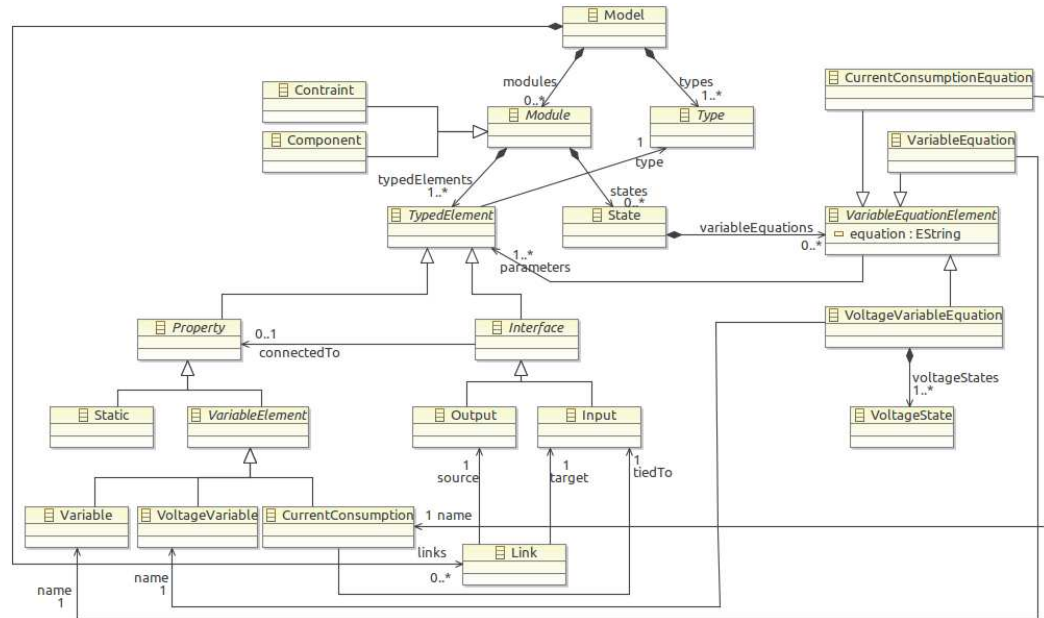 Model
modules
0..*
types
1..*
Contraint
Component
Module
Type
CurrentConsumptionEquation
VariableEquation
typedElements
1..*
1
type
states
0..*
TypedElement
State
variableEquations
0..*
VariableEquationElement
equation : EString
1..*
parameters
Property
0..1
connectedTo
Interface
VoltageVariableEquation
voltageStates
1..*
Static
VariableElement
Output
Input
VoltageState
1
source
1
target
1
tiedTo
Variable
VoltageVariable
CurrentConsumption
1 name
links
0..*
Link
name
1
name
1